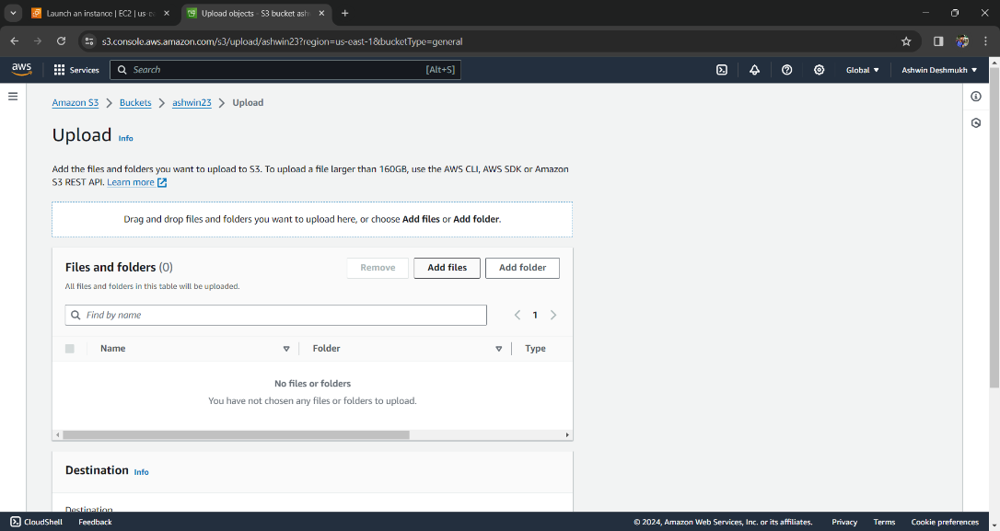 Launch an instance | EC2 | us-ea
Upload objects - S3 bucket ash
s3.console.aws.amazon.com/s3/upload/ashwin23?region=us-east-1&bucketType=general
aws
Services
Search
[Alt+S]
Global
Ashwin Deshmukh
Amazon S3 > Buckets > ashwin23 > Upload
Upload Info
Add the files and folders you want to upload to S3. To upload a file larger than 160GB, use the AWS CLI, AWS SDK or Amazon
S3 REST API. Learn more
Drag and drop files and folders you want to upload here, or choose Add files or Add folder.
Files and folders (0)
Remove
Add files
Add folder
All files and folders in this table will be uploaded.
Find by name
1
Name
Folder
Type
No files or folders
You have not chosen any files or folders to upload.
Destination Info
Destination
CloudShell
Feedback
© 2024, Amazon Web Services, Inc. or its affiliates.
Privacy
Terms
Cookie preferences